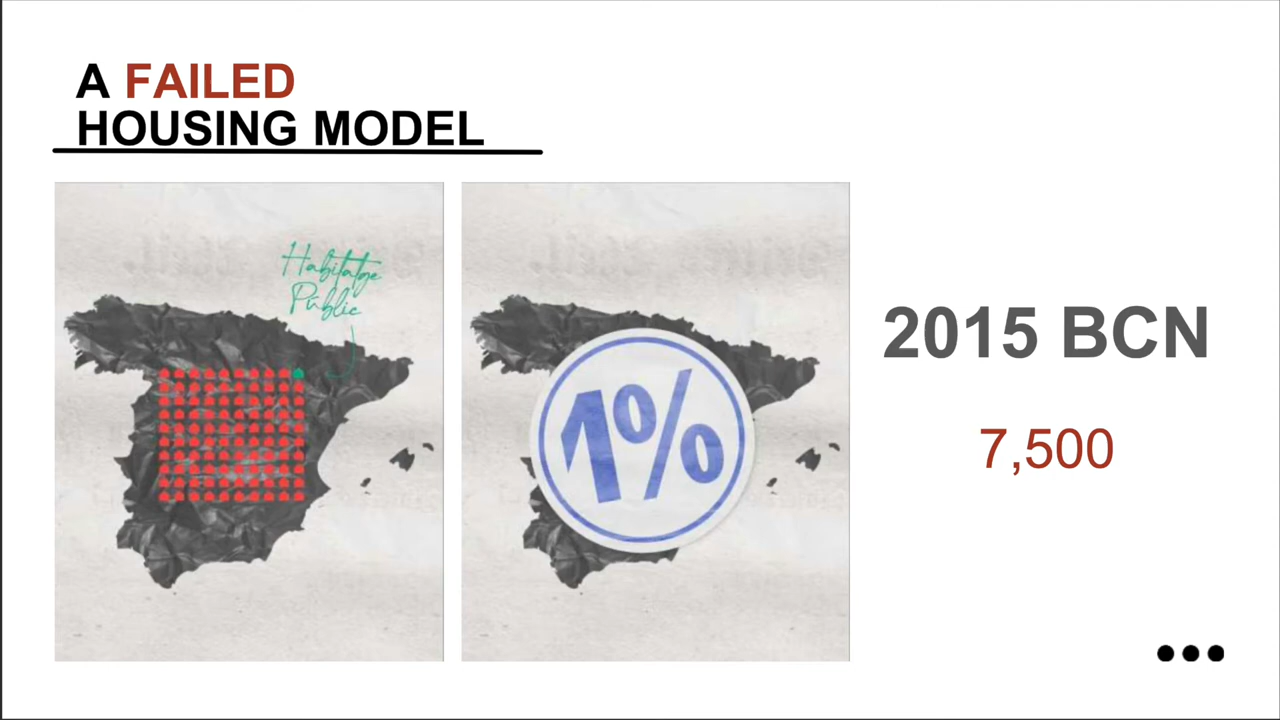 A FAILED
HOUSING MODEL
Habitatge
Públic
1%
2015 BCN
7,500